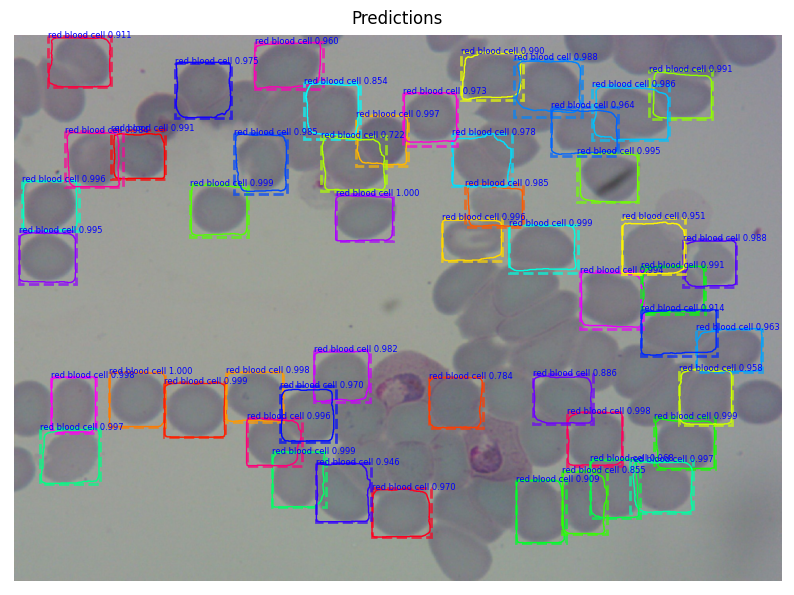 Predictions
red blood cell 0.911
red blood cell 0.960
red blood cell 0.990
red blood cell 0.988
red blood cell 0.975
red blood cell 0.991
red blood cell 0.854
red blood cell 0.973
red blood cell 0.986
red blood cell 0.964
red blood cell 0.997
red blood cell 0.991
red blood cell 0.985
red blood cell 0.722
red blood cell 0.978
red blood cell 0.995
red blood cell 0.996
red blood cell 0.999
red blood cell 1.000
red blood cell 0.985
red blood cell 0.995
red blood cell 0.996
red blood cell 0.999
red blood cell 0.951
red blood cell 0.988
red blood cell 0.994
red blood cell 0.991
red blood cell 0.914
red blood cell 0.963
red blood cell 0.982
red blood cell 0.998
red blood cell 1.000
red blood cell 0.999
red blood cell 0.998
red blood cell 0.970
red blood cell 0.784
red blood cell 0.886
red blood cell 0.958
red blood cell 0.997
red blood cell 0.996
red blood cell 0.998
red blood cell 0.999
red blood cell 0.999
red blood cell 0.946
red blood cell 0.970
red blood cell 0.909
red blood cell 0.855
red blood cell
red blood cell 0.997